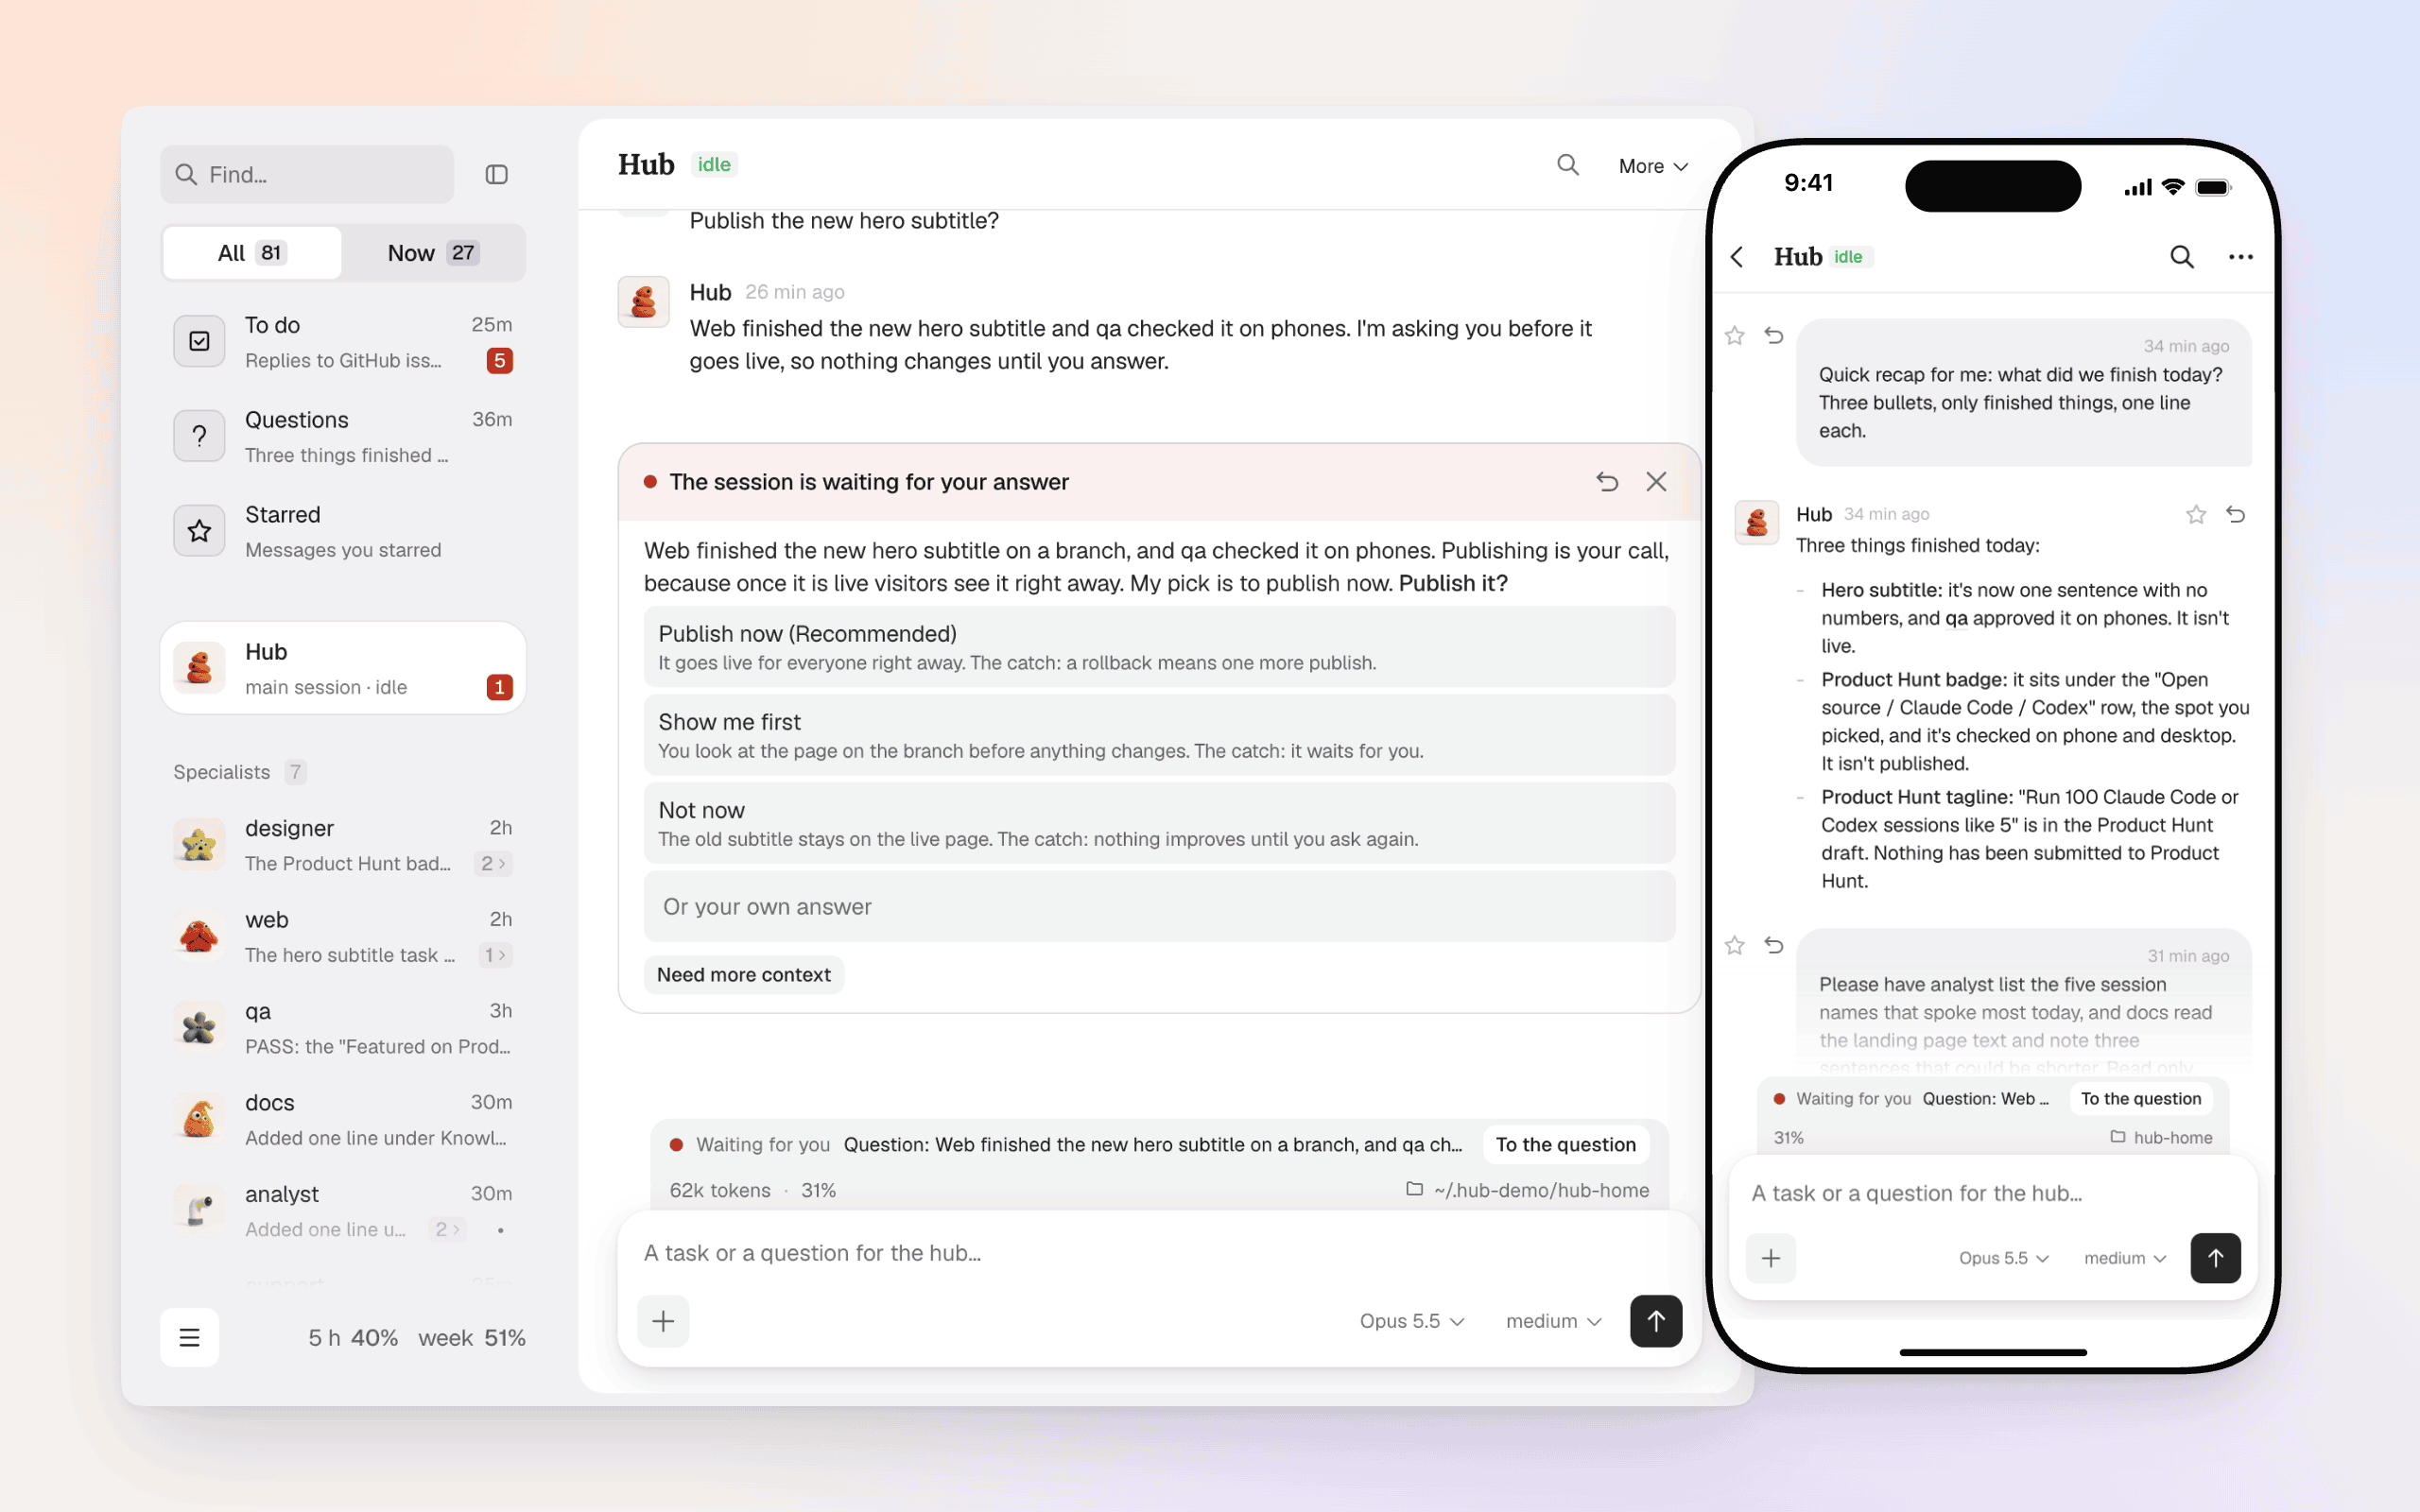 Find...
All 81
Now 27
To do 25m
Replies to GitHub iss... 5
Questions 36m
Three things finished ...
Starred
Messages you starred
Hub
main session · idle 1
Specialists 7
designer 2h
The Product Hunt bad... 2 >
web 2h
The hero subtitle task ... 1 >
qa 3h
PASS: the "Featured on Prod...
docs 30m
Added one line under Knowl...
analyst 30m
Added one line u... 2 > •
support 35m
5 h 40% week 51%
Hub idle
More
Publish the new hero subtitle?
Hub 26 min ago
Web finished the new hero subtitle and qa checked it on phones. I'm asking you before it
goes live, so nothing changes until you answer.
The session is waiting for your answer
Web finished the new hero subtitle on a branch, and qa checked it on phones. Publishing is your call,
because once it is live visitors see it right away. My pick is to publish now. Publish it?
Publish now (Recommended)
It goes live for everyone right away. The catch: a rollback means one more publish.
Show me first
You look at the page on the branch before anything changes. The catch: it waits for you.
Not now
The old subtitle stays on the live page. The catch: nothing improves until you ask again.
Or your own answer
Need more context
Waiting for you Question: Web finished the new hero subtitle on a branch, and qa ch... To the question
62k tokens · 31% ~/.hub-demo/hub-home
A task or a question for the hub...
Opus 5.5 medium
9:41
Hub idle
34 min ago
Quick recap for me: what did we finish today?
Three bullets, only finished things, one line
each.
Hub 34 min ago
Three things finished today:
- Hero subtitle: it's now one sentence with no
numbers, and qa approved it on phones. It isn't
live.
- Product Hunt badge: it sits under the "Open
source / Claude Code / Codex" row, the spot you
picked, and it's checked on phone and desktop.
It isn't published.
- Product Hunt tagline: "Run 100 Claude Code or
Codex sessions like 5" is in the Product Hunt
draft. Nothing has been submitted to Product
Hunt.
31 min ago
Please have analyst list the five session
names that spoke most today, and docs read
the landing page text and note three
sentences that could be shorter. Read only,
Waiting for you Question: Web ... To the question
31% hub-home
A task or a question for the hub...
Opus 5.5 medium